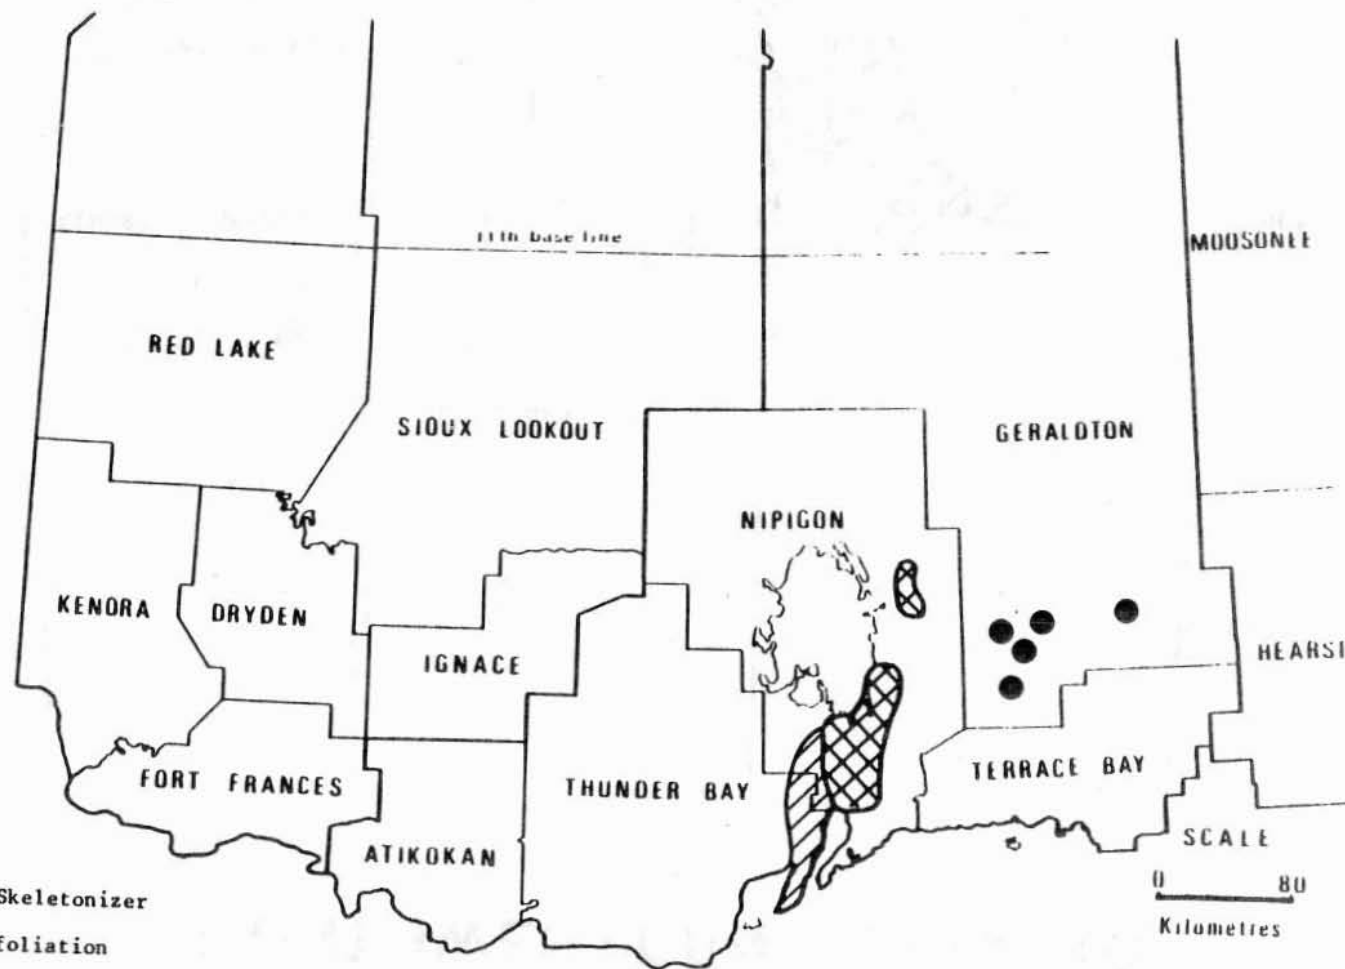 11th base line
MOOSONEE
RED LAKE
SIOUX LOOKOUT
GERALDTON
NIPIGON
KENORA
DRYDEN
IGNACE
HEARS
FORT FRANCES
THUNDER BAY
TERRACE BAY
ATIKOKAN
SCALE
0 80
Kilometres
Skeletonizer
foliation